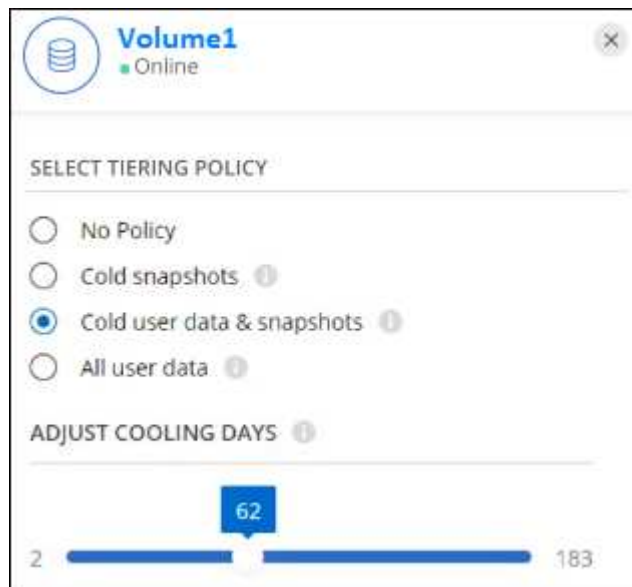 Volume1
Online
SELECT TIERING POLICY
No Policy
Cold snapshots
Cold user data & snapshots
All user data
ADJUST COOLING DAYS
62
2 183